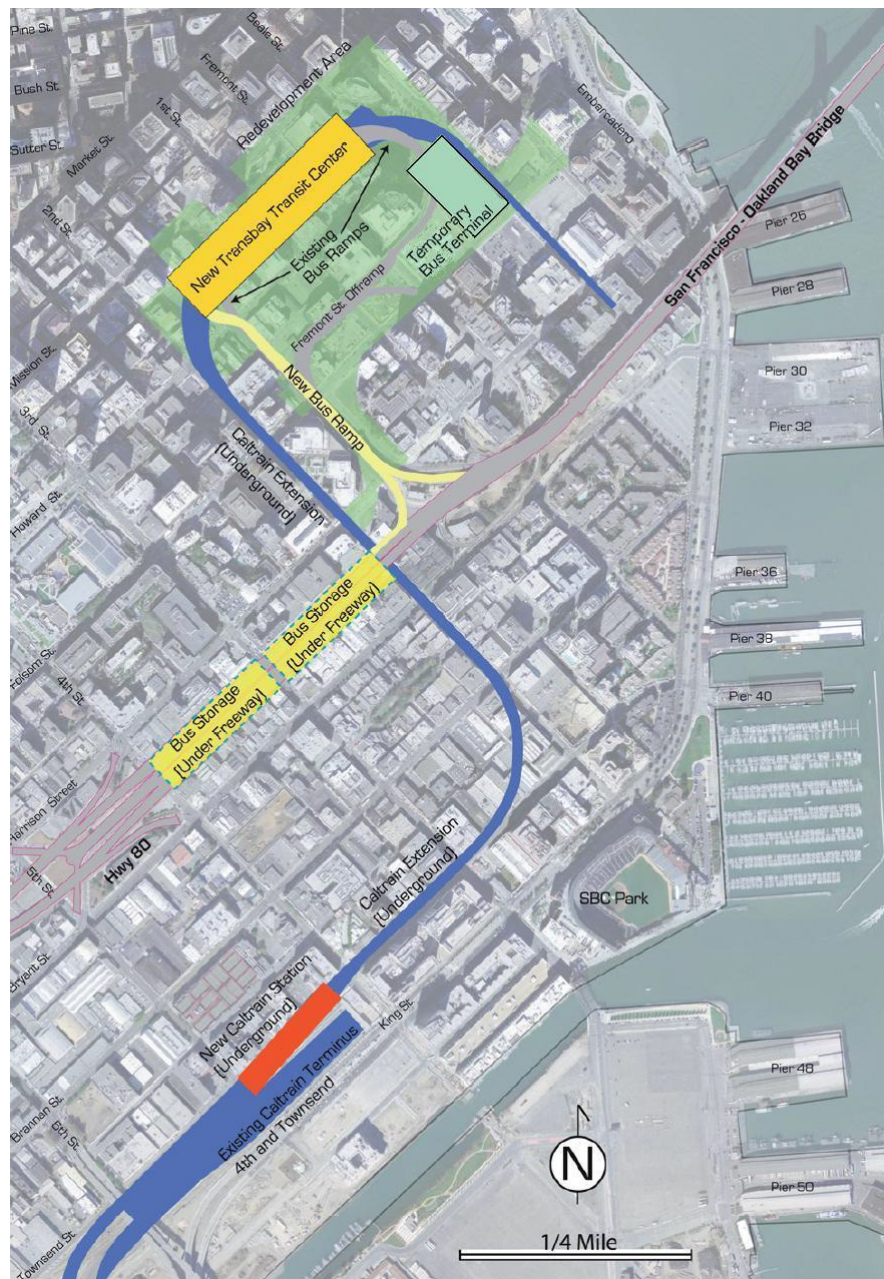 Pine St.
Bush St.
Sutter St.
Market St.
2nd St.
1st St.
Fremont St.
Beale St.
Redevelopment Area
Embarcadero
San Francisco - Oakland Bay Bridge
New Transbay Transit Center
Existing
Bus Ramps
Temporary
Bus Terminal
Fremont St. Offramp
New Bus Ramp
Pier 26
Pier 28
Pier 30
Pier 32
Mission St.
3rd St.
Howard St.
Caltrain Extension
[Underground]
Pier 36
Pier 38
Pier 40
Bus Storage
[Under Freeway]
Bus Storage
[Under Freeway]
Folsom St.
4th St.
Harrison Street
5th St.
Hwy 80
Bryant St.
Caltrain Extension
[Underground]
SBC Park
New Caltrain Station
[Underground]
King St.
Existing Caltrain Terminus
4th and Townsend
Brannan St.
6th St.
Townsend St
Pier 48
Pier 50
N
1/4 Mile